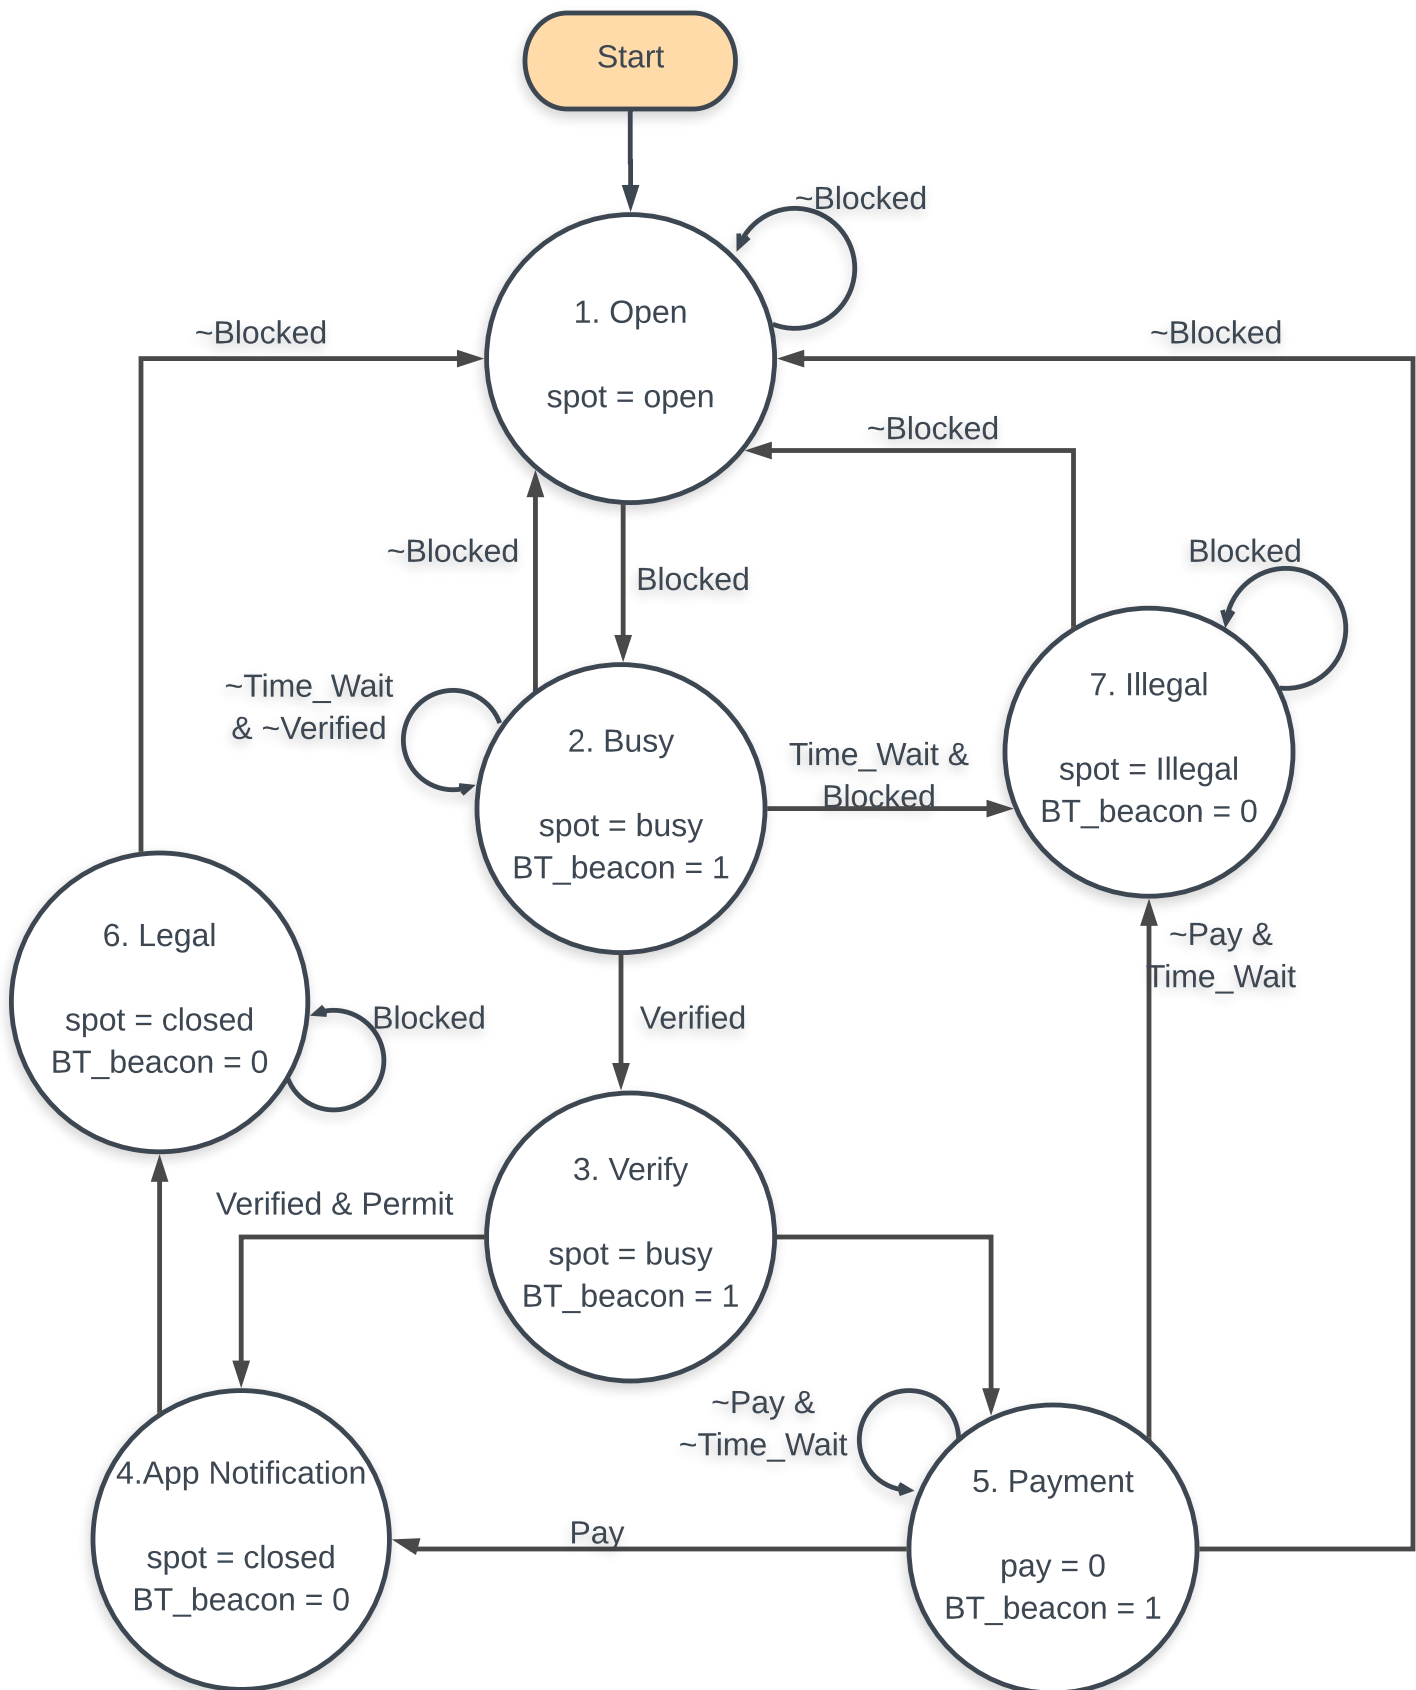 Start
~Blocked
1. Open
spot = open
~Blocked
~Blocked
~Blocked
~Blocked
Blocked
Blocked
~Time_Wait
& ~Verified
2. Busy
spot = busy
BT_beacon = 1
Time_Wait &
Blocked
7. Illegal
spot = Illegal
BT_beacon = 0
6. Legal
spot = closed
BT_beacon = 0
Blocked
Verified
~Pay &
Time_Wait
3. Verify
spot = busy
BT_beacon = 1
Verified & Permit
~Pay &
~Time_Wait
4.App Notification
spot = closed
BT_beacon = 0
Pay
5. Payment
pay = 0
BT_beacon = 1